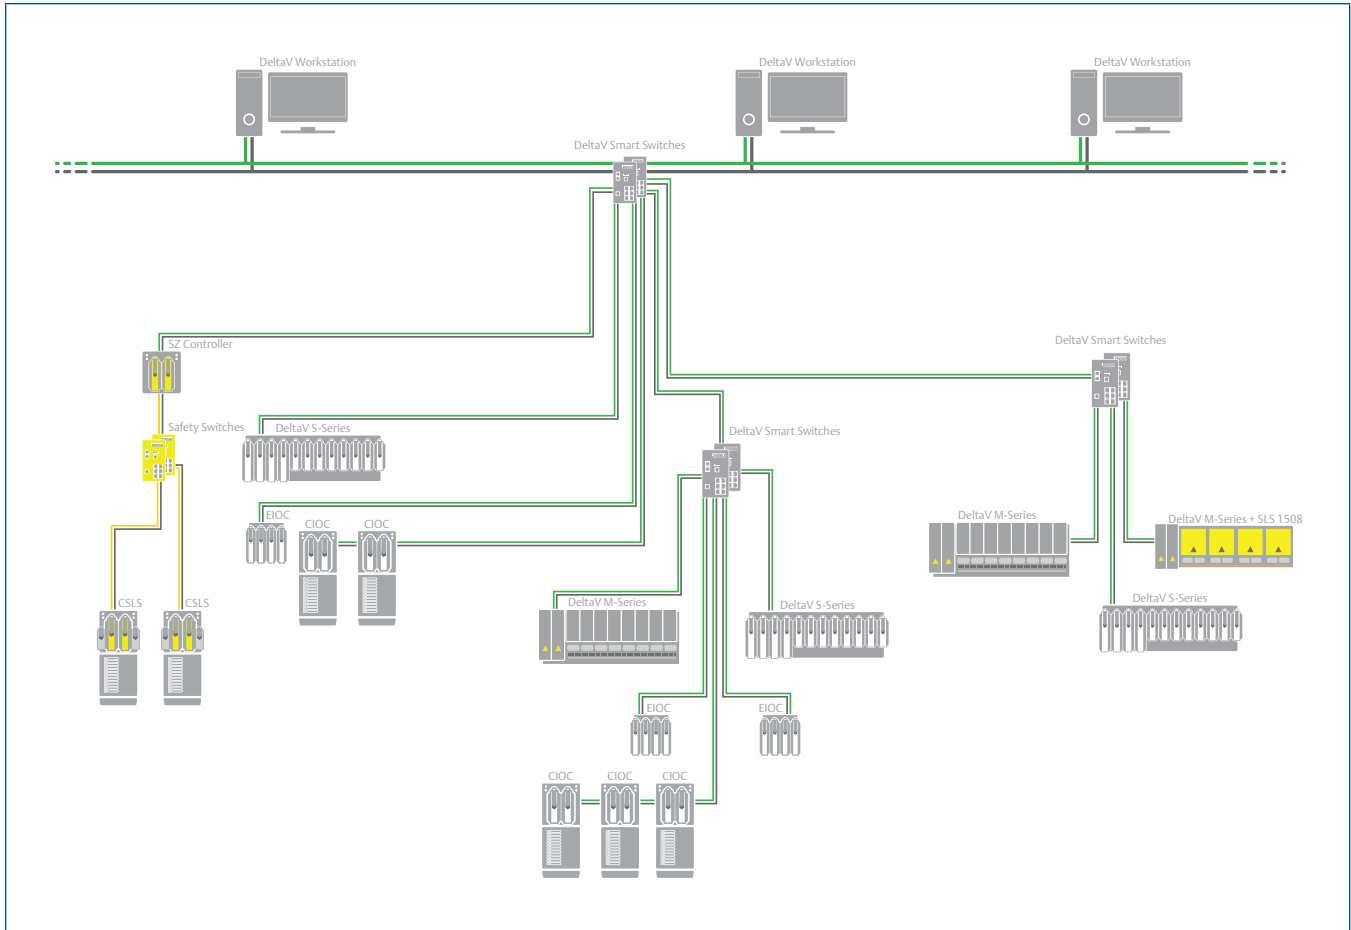 DeltaV Workstation
DeltaV Workstation
DeltaV Workstation
DeltaV Smart Switches
SZ Controller
DeltaV Smart Switches
Safety Switches
DeltaV S-Series
DeltaV Smart Switches
EIOC
CIOC
CIOC
DeltaV M-Series
DeltaV M-Series + SLS 1508
CSLS
CSLS
DeltaV M-Series
DeltaV S-Series
DeltaV S-Series
EIOC
EIOC
CIOC
CIOC
CIOC